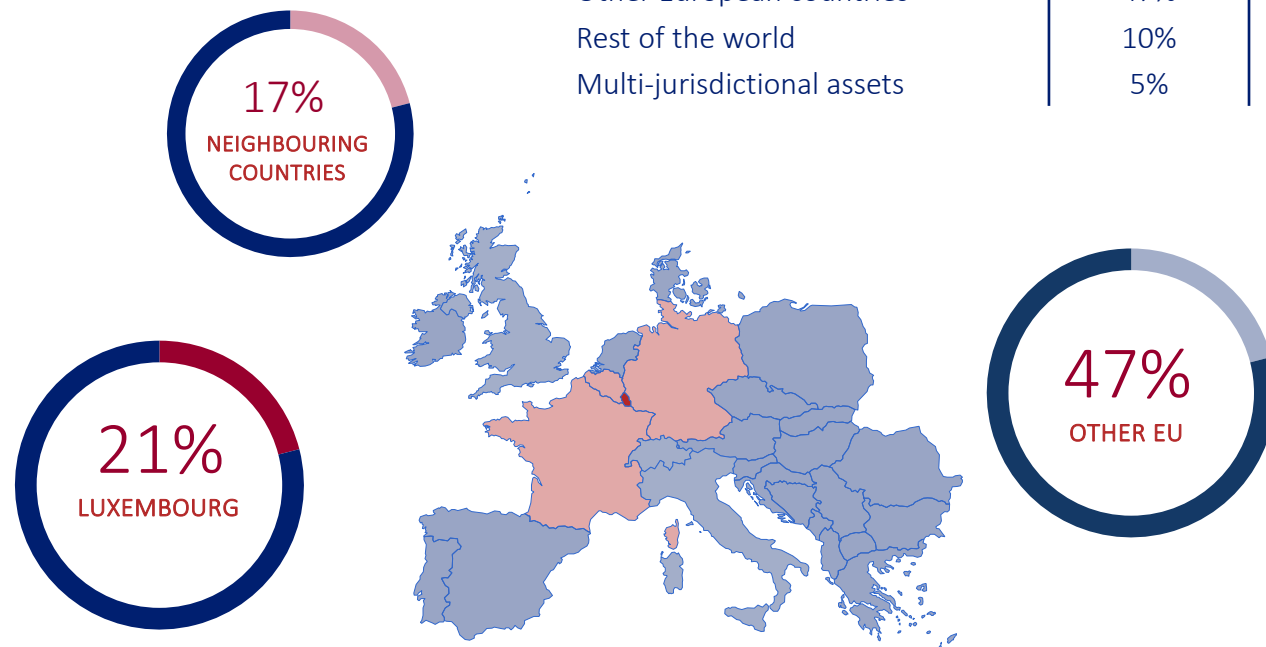 Rest of the world 10%
Multi-jurisdictional assets 5%
17%
NEIGHBOURING
COUNTRIES
47%
OTHER EU
21%
LUXEMBOURG